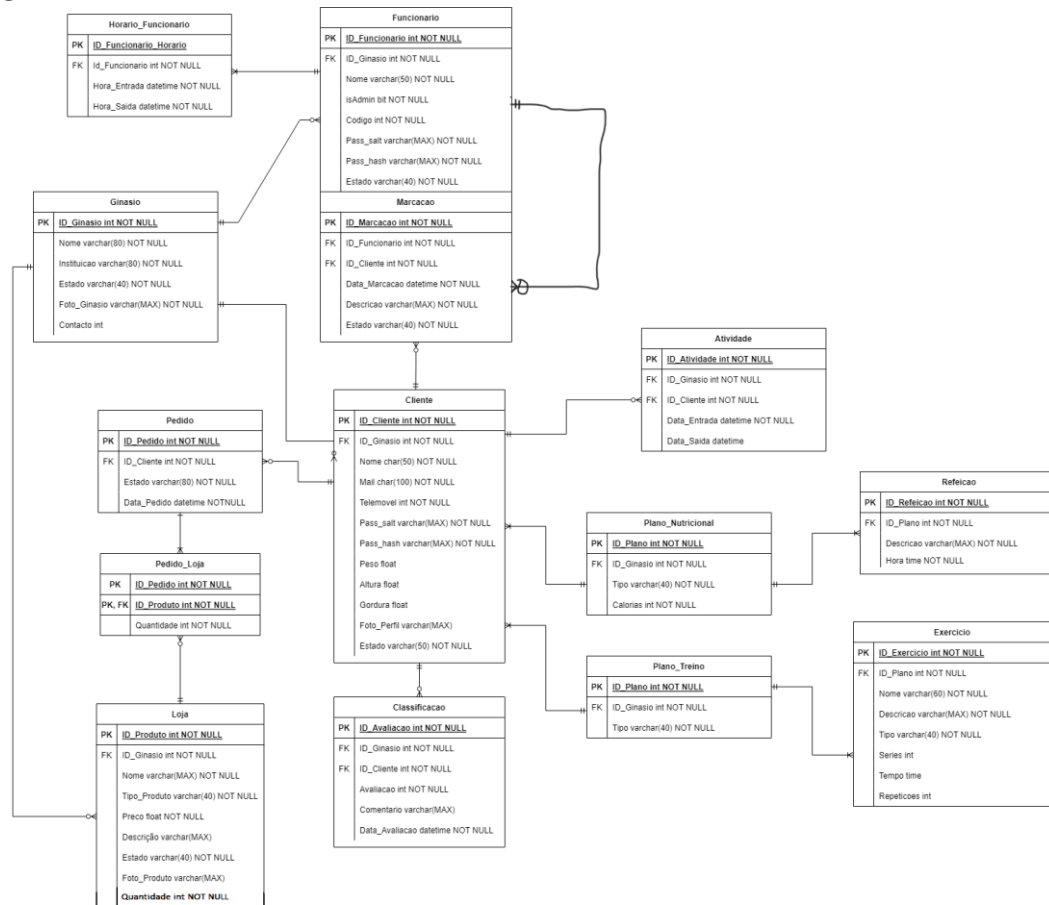 Horario_Funcionario
PK ID_Funcionario_Horario
FK Id_Funcionario int NOT NULL
Hora_Entrada datetime NOT NULL
Hora_Saida datetime NOT NULL
Funcionario
PK ID_Funcionario int NOT NULL
FK ID_Ginasio int NOT NULL
Nome varchar(50) NOT NULL
isAdmin bit NOT NULL
Codigo int NOT NULL
Pass_salt varchar(MAX) NOT NULL
Pass_hash varchar(MAX) NOT NULL
Estado varchar(40) NOT NULL
Ginasio
PK ID_Ginasio int NOT NULL
Nome varchar(80) NOT NULL
Instituicao varchar(80) NOT NULL
Estado varchar(40) NOT NULL
Foto_Ginasio varchar(MAX) NOT NULL
Contacto int
Marcacao
PK ID_Marcacao int NOT NULL
FK ID_Funcionario int NOT NULL
FK ID_Cliente int NOT NULL
Data_Marcacao datetime NOT NULL
Descricao varchar(MAX) NOT NULL
Estado varchar(40) NOT NULL
Atividade
PK ID_Atividade int NOT NULL
FK ID_Ginasio int NOT NULL
FK ID_Cliente int NOT NULL
Data_Entrada datetime NOT NULL
Data_Saida datetime
Cliente
PK ID_Cliente int NOT NULL
FK ID_Ginasio int NOT NULL
Nome char(50) NOT NULL
Mail char(100) NOT NULL
Telemovel int NOT NULL
Pass_salt varchar(MAX) NOT NULL
Pass_hash varchar(MAX) NOT NULL
Peso float
Altura float
Gordura float
Foto_Perfil varchar(MAX)
Estado varchar(50) NOT NULL
Pedido
PK ID_Pedido int NOT NULL
FK ID_Cliente int NOT NULL
Estado varchar(80) NOT NULL
Data_Pedido datetime NOTNULL
Refeicao
PK ID_Refeicao int NOT NULL
FK ID_Plano int NOT NULL
Descricao varchar(MAX) NOT NULL
Hora time NOT NULL
Plano_Nutricional
PK ID_Plano int NOT NULL
FK ID_Ginasio int NOT NULL
Tipo varchar(40) NOT NULL
Calorias int NOT NULL
Pedido_Loja
PK ID_Pedido int NOT NULL
PK, FK ID_Produto int NOT NULL
Quantidade int NOT NULL
Exercicio
PK ID_Exercicio int NOT NULL
FK ID_Plano int NOT NULL
Nome varchar(60) NOT NULL
Descricao varchar(MAX) NOT NULL
Tipo varchar(40) NOT NULL
Series int
Tempo time
Repeticoes int
Plano_Treino
PK ID_Plano int NOT NULL
FK ID_Ginasio int NOT NULL
Tipo varchar(40) NOT NULL
Classificacao
PK ID_Avaliacao int NOT NULL
FK ID_Ginasio int NOT NULL
FK ID_Cliente int NOT NULL
Avaliacao int NOT NULL
Comentario varchar(MAX)
Data_Avaliacao datetime NOT NULL
Loja
PK ID_Produto int NOT NULL
FK ID_Ginasio int NOT NULL
Nome varchar(MAX) NOT NULL
Tipo_Produto varchar(40) NOT NULL
Preco float NOT NULL
Descrição varchar(MAX)
Estado varchar(40) NOT NULL
Foto_Produto varchar(MAX)
Quantidade int NOT NULL